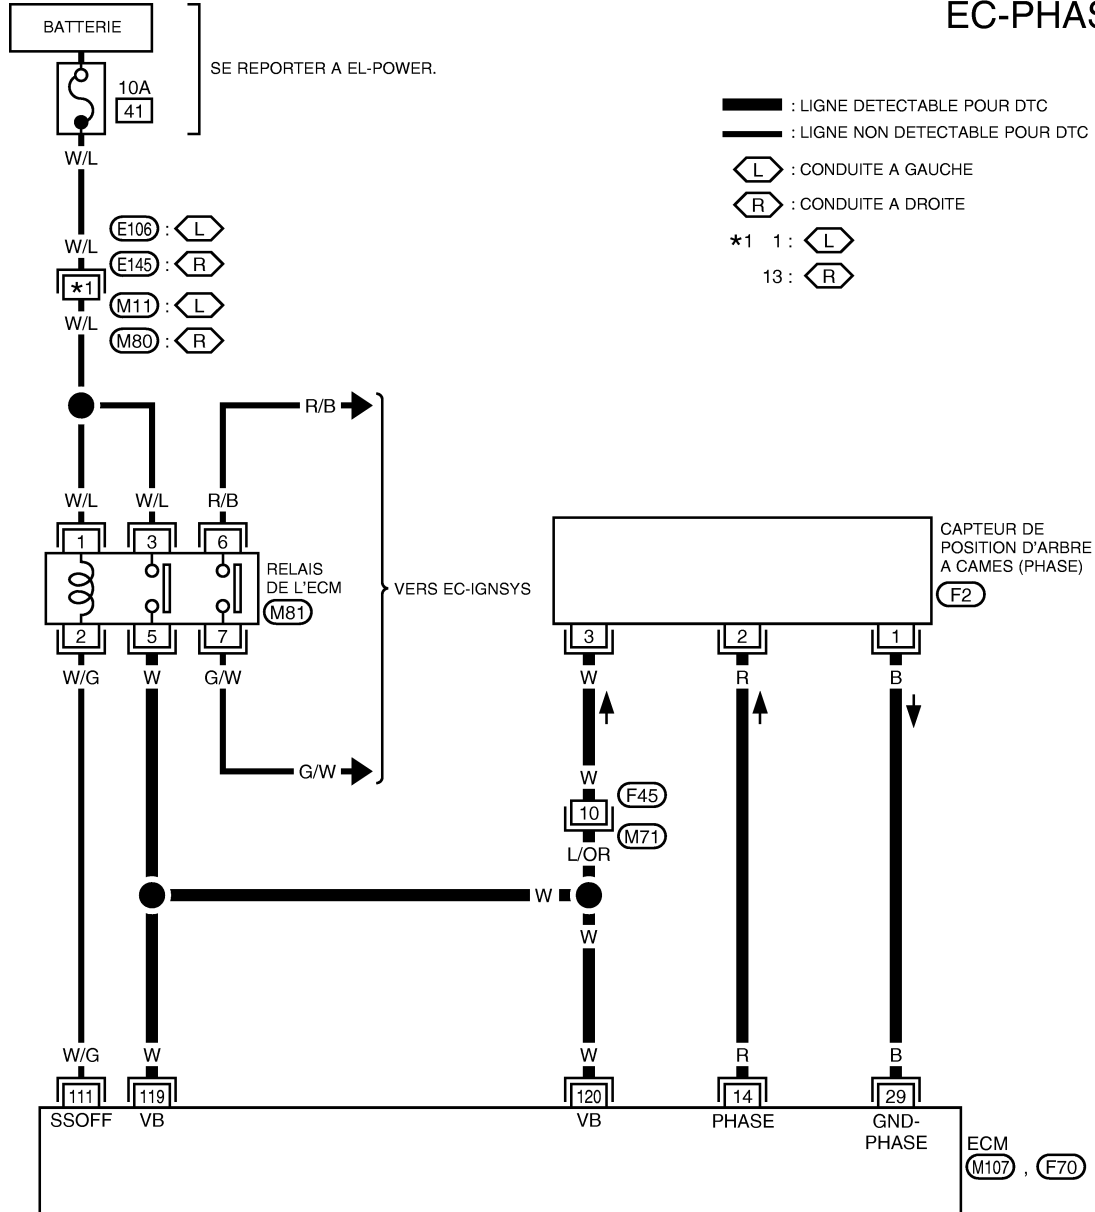 EC-PHAS
BATTERIE
SE REPORTER A EL-POWER.
10A
41
: LIGNE DETECTABLE POUR DTC
: LIGNE NON DETECTABLE POUR DTC
L : CONDUITE A GAUCHE
R : CONDUITE A DROITE
*1 1 : L
13 : R
W/L
W/L
E106 : L
E145 : R
*1
M11 : L
W/L
M80 : R
R/B
W/L W/L R/B
1 3 6
RELAIS
DE L'ECM
M81
VERS EC-IGNSYS
CAPTEUR DE
POSITION D'ARBRE
A CAMES (PHASE)
F2
2 5 7
3 2 1
W/G W G/W
W R B
G/W
W
F45
10
M71
L/OR
W
W
W/G W W R B
111 119 120 14 29
SSOFF VB VB PHASE GND-
PHASE
ECM
M107 , F70